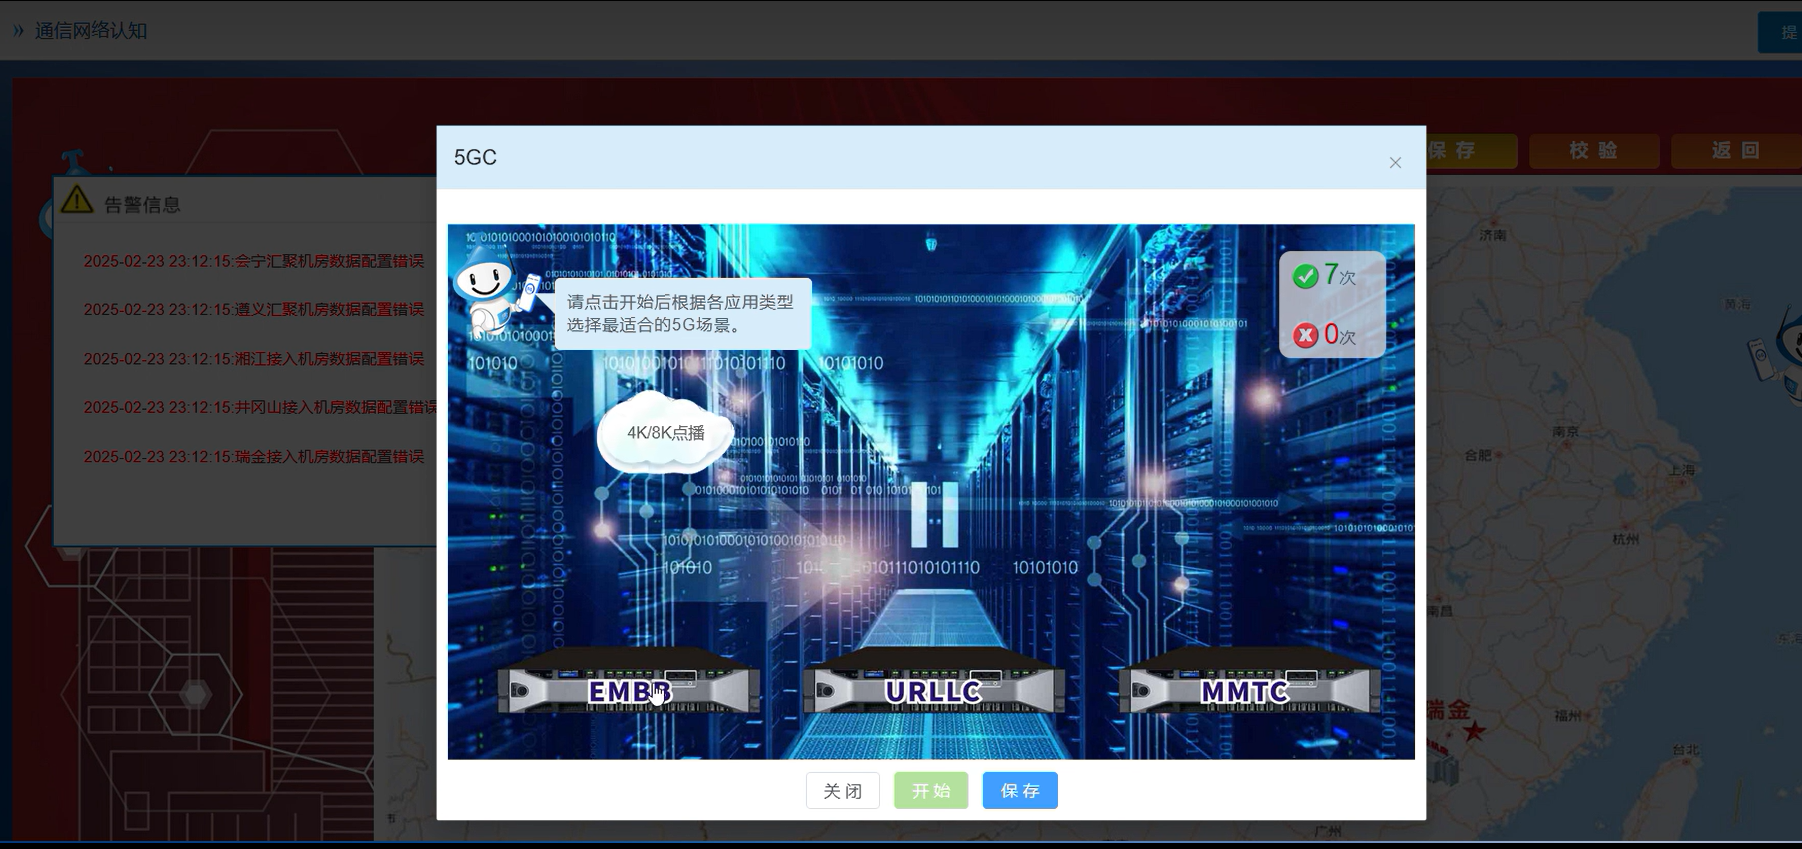 » 通信网络认知
提
保 存
校 验
返 回
告警信息
2025-02-23 23:12:15:会宁汇聚机房数据配置错误
2025-02-23 23:12:15:遵义汇聚机房数据配置错误
2025-02-23 23:12:15:湘江接入机房数据配置错误
2025-02-23 23:12:15:井冈山接入机房数据配置错误
2025-02-23 23:12:15:瑞金接入机房数据配置错误
5GC
×
请点击开始后根据各应用类型
选择最适合的5G场景。
7次
0次
4K/8K点播
EMBB
URLLC
MMTC
关 闭
开 始
保 存
济南
黄海
南京
合肥
上海
杭州
南昌
瑞金
福州
台北
广州
市